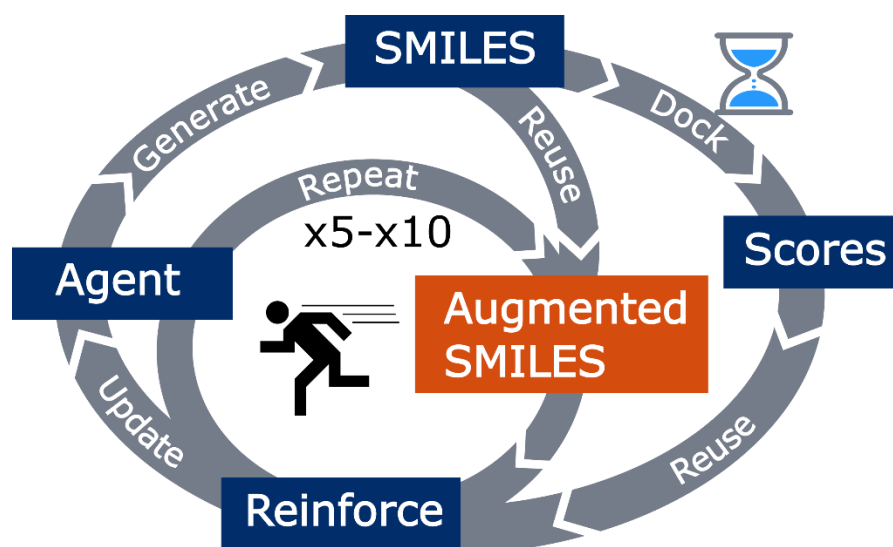 SMILES
Generate
Dock
Reuse
Repeat
x5-x10
Agent
Scores
Augmented
SMILES
Update
Reuse
Reinforce